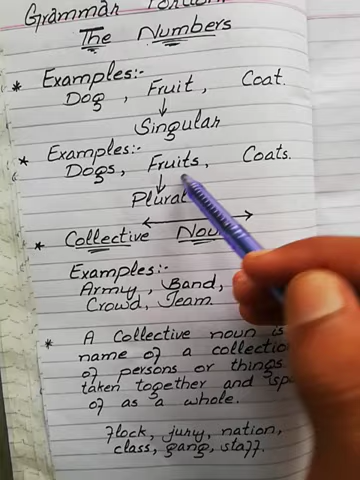 Grammar Portion
The Numbers
* Examples:-
Dog, Fruit, Coat.
Singular
* Examples:-
Dogs, Fruits, Coats.
Plural
* Collective Noun
Examples:-
Army, Band,
Crowd, Team
* A Collective noun is
name of a collection
of persons or things
taken together and
of as a whole.
Flock, jury, nation,
class, gang, staff.